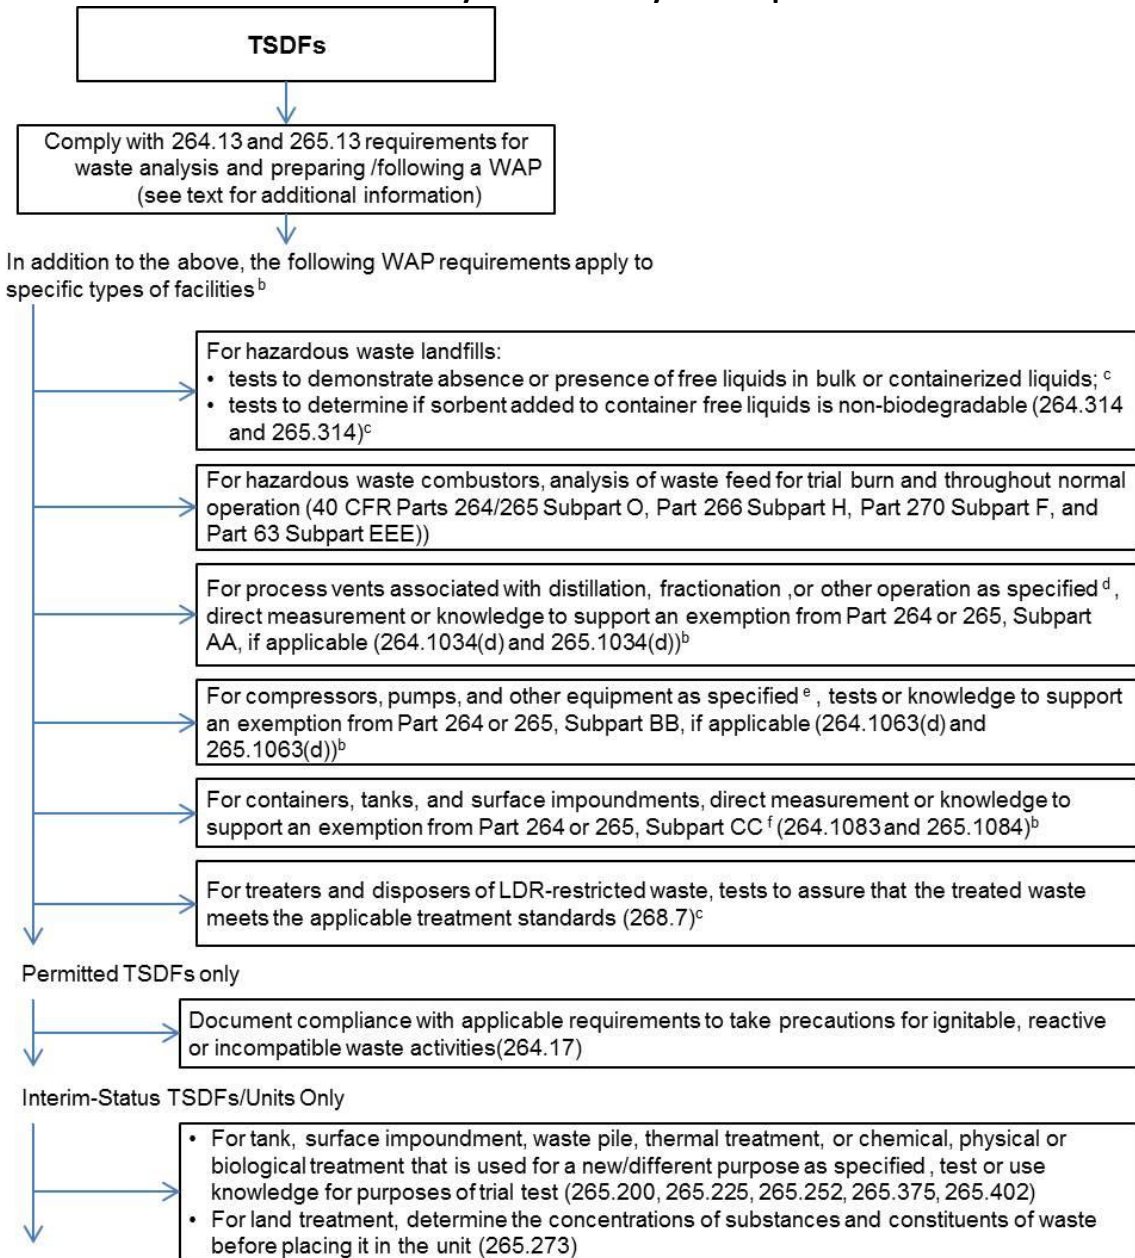 TSDFs
Comply with 264.13 and 265.13 requirements for
waste analysis and preparing /following a WAP
(see text for additional information)
In addition to the above, the following WAP requirements apply to
specific types of facilities b
For hazardous waste landfills:
• tests to demonstrate absence or presence of free liquids in bulk or containerized liquids; c
• tests to determine if sorbent added to container free liquids is non-biodegradable (264.314
and 265.314)c
For hazardous waste combustors, analysis of waste feed for trial burn and throughout normal
operation (40 CFR Parts 264/265 Subpart O, Part 266 Subpart H, Part 270 Subpart F, and
Part 63 Subpart EEE))
For process vents associated with distillation, fractionation ,or other operation as specified d ,
direct measurement or knowledge to support an exemption from Part 264 or 265, Subpart
AA, if applicable (264.1034(d) and 265.1034(d))b
For compressors, pumps, and other equipment as specified e , tests or knowledge to support
an exemption from Part 264 or 265, Subpart BB, if applicable (264.1063(d) and
265.1063(d))b
For containers, tanks, and surface impoundments, direct measurement or knowledge to
support an exemption from Part 264 or 265, Subpart CC f (264.1083 and 265.1084)b
For treaters and disposers of LDR-restricted waste, tests to assure that the treated waste
meets the applicable treatment standards (268.7)c
Permitted TSDFs only
Document compliance with applicable requirements to take precautions for ignitable, reactive
or incompatible waste activities(264.17)
Interim-Status TSDFs/Units Only
• For tank, surface impoundment, waste pile, thermal treatment, or chemical, physical or
biological treatment that is used for a new/different purpose as specified , test or use
knowledge for purposes of trial test (265.200, 265.225, 265.252, 265.375, 265.402)
• For land treatment, determine the concentrations of substances and constituents of waste
before placing it in the unit (265.273)